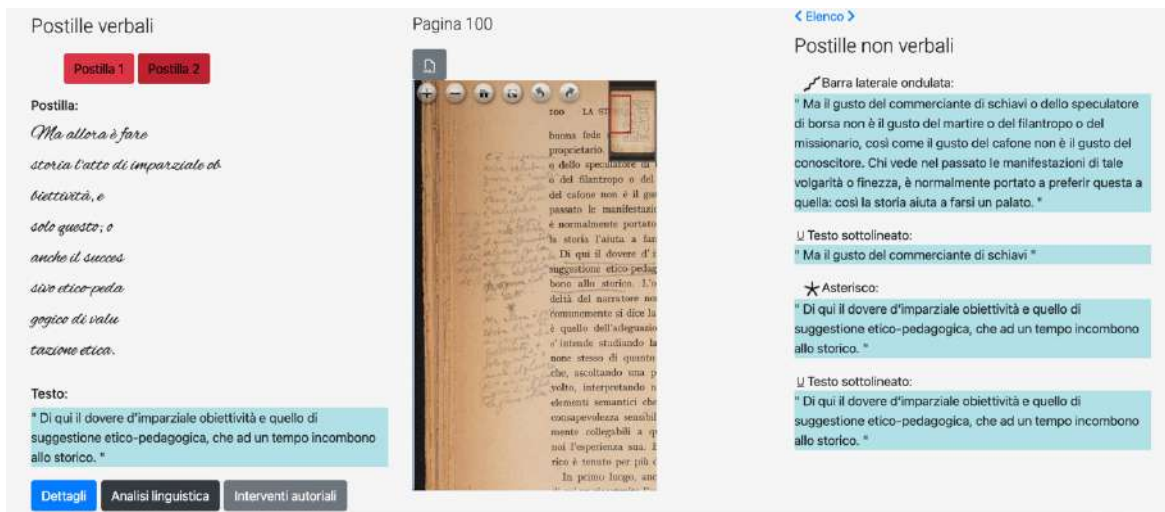 Postille verbali
Postilla 1 Postilla 2
Postilla:
Ma allora è fare
storia l'atto di imparziale ob
biettività, e
solo questo; o
anche il succes
sivo etico-peda
gogico di valu
tazione etica.
Testo:
" Di qui il dovere d'imparziale obiettività e quello di
suggestione etico-pedagogica, che ad un tempo incombono
allo storico. "
Dettagli Analisi linguistica Interventi autoriali
Pagina 100
100 LA ST
buona fede
proprietario.
o dello speculatore di
o del filantropo o del
del cafone non è il gus
passato le manifestazio
è normalmente portato
la storia l'aiuta a far
Di qui il dovere d'i
suggestione etico-pedag
bono allo storico. L'o
deità del narratore no
comunemente si dice la
è quello dell'adeguazio
s'intende studiando la
none stesso di quanto
che, ascoltando una p
volto, interpretando n
elementi semantici che
consapevolezza sensibil
mente collegabili a q
noi l'esperienza sua. E
rico è tenuto per più
In primo luogo, anc
< Elenco >
Postille non verbali
Barra laterale ondulata:
" Ma il gusto del commerciante di schiavi o dello speculatore
di borsa non è il gusto del martire o del filantropo o del
missionario, così come il gusto del cafone non è il gusto del
conoscitore. Chi vede nel passato le manifestazioni di tale
volgarità o finezza, è normalmente portato a preferir questa a
quella: così la storia aiuta a farsi un palato. "
U Testo sottolineato:
" Ma il gusto del commerciante di schiavi "
Asterisco:
" Di qui il dovere d'imparziale obiettività e quello di
suggestione etico-pedagogica, che ad un tempo incombono
allo storico. "
U Testo sottolineato:
" Di qui il dovere d'imparziale obiettività e quello di
suggestione etico-pedagogica, che ad un tempo incombono
allo storico. "